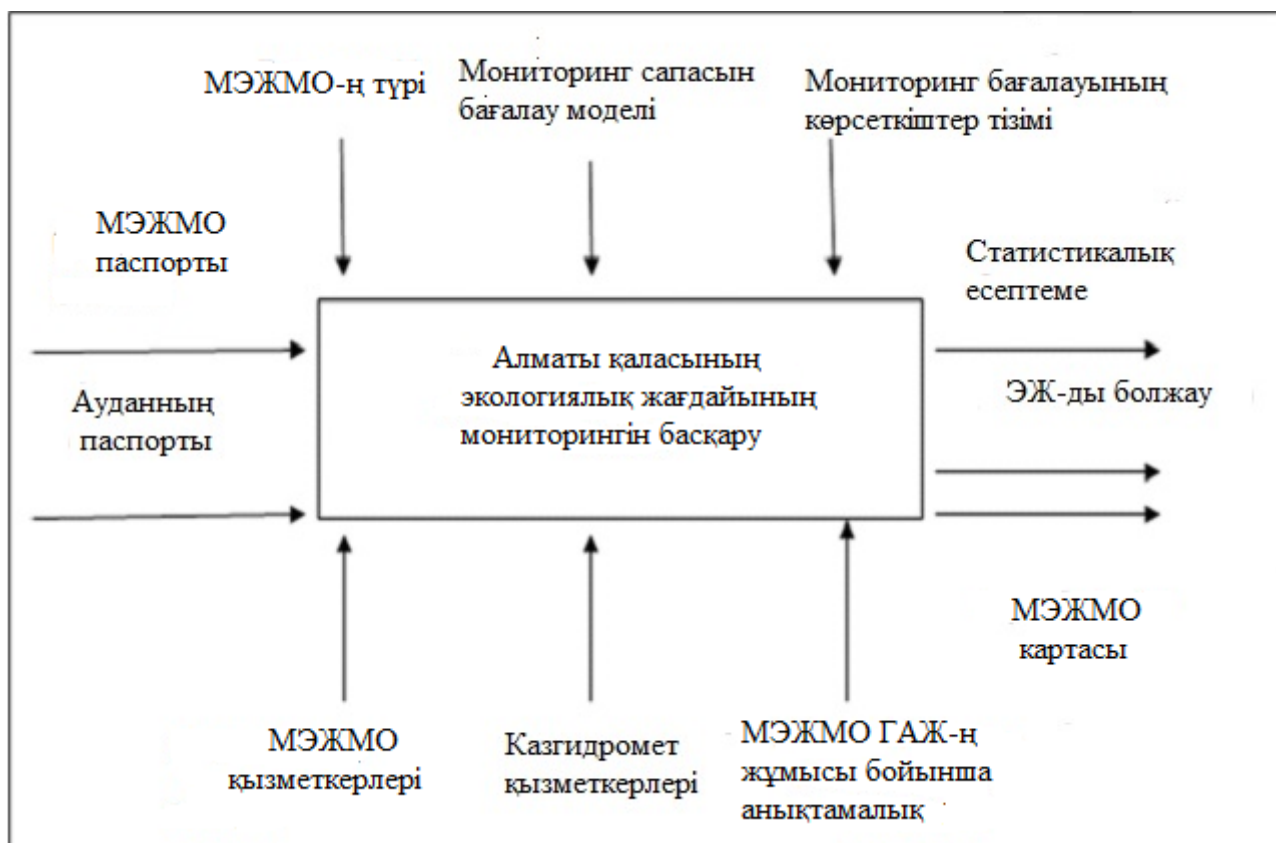 МЭЖМО-ң түрі
Мониторинг сапасын
бағалау моделі
Мониторинг бағалауының
көрсеткіштер тізімі
МЭЖМО
паспорты
Ауданның
паспорты
Алматы қаласының
экологиялық жағдайының
мониторингін басқару
Статистикалық
есептеме
ЭЖ-ды болжау
МЭЖМО
картасы
МЭЖМО
қызметкерлері
Казгидромет
қызметкерлері
МЭЖМО ГАЖ-ң
жұмысы бойынша
анықтамалық